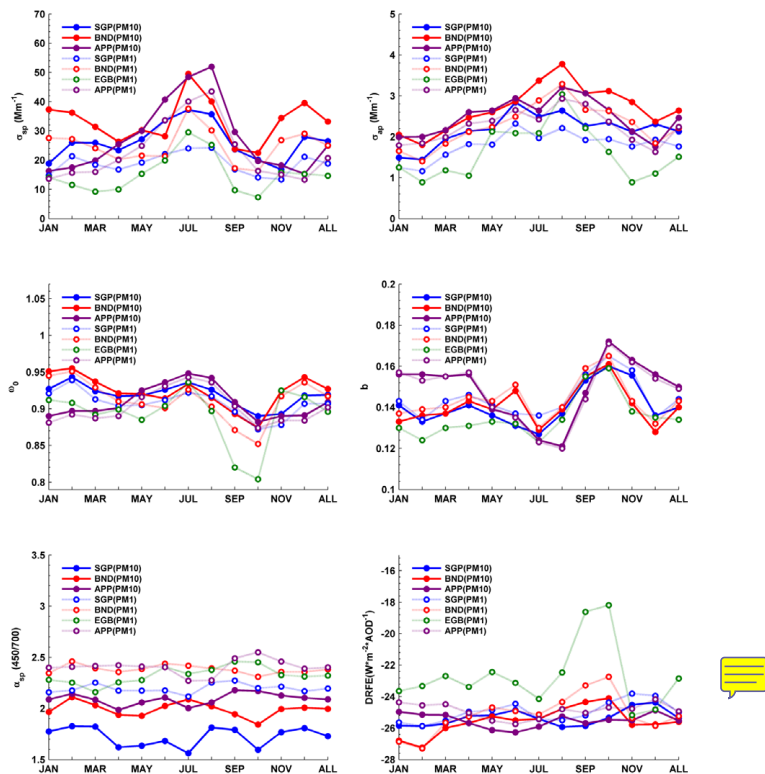 70
60
50
40
30
20
10
0
σsp (Mm⁻¹)
SGP(PM10)
BND(PM10)
APP(PM10)
SGP(PM1)
BND(PM1)
EGB(PM1)
APP(PM1)
JAN MAR MAY JUL SEP NOV ALL
5
4
3
2
1
0
σap (Mm⁻¹)
SGP(PM10)
BND(PM10)
APP(PM10)
SGP(PM1)
BND(PM1)
EGB(PM1)
APP(PM1)
JAN MAR MAY JUL SEP NOV ALL
1.05
1
0.95
0.9
0.85
0.8
ω0
SGP(PM10)
BND(PM10)
APP(PM10)
SGP(PM1)
BND(PM1)
EGB(PM1)
APP(PM1)
JAN MAR MAY JUL SEP NOV ALL
0.2
0.18
0.16
0.14
0.12
0.1
b
SGP(PM10)
BND(PM10)
APP(PM10)
SGP(PM1)
BND(PM1)
EGB(PM1)
APP(PM1)
JAN MAR MAY JUL SEP NOV ALL
3.5
3
2.5
2
1.5
αsp (450/700)
SGP(PM10)
BND(PM10)
APP(PM10)
SGP(PM1)
BND(PM1)
EGB(PM1)
APP(PM1)
JAN MAR MAY JUL SEP NOV ALL
-16
-18
-20
-22
-24
-26
-28
DRFE(W*m⁻²*AOD⁻¹)
SGP(PM10)
BND(PM10)
APP(PM10)
SGP(PM1)
BND(PM1)
EGB(PM1)
APP(PM1)
JAN MAR MAY JUL SEP NOV ALL